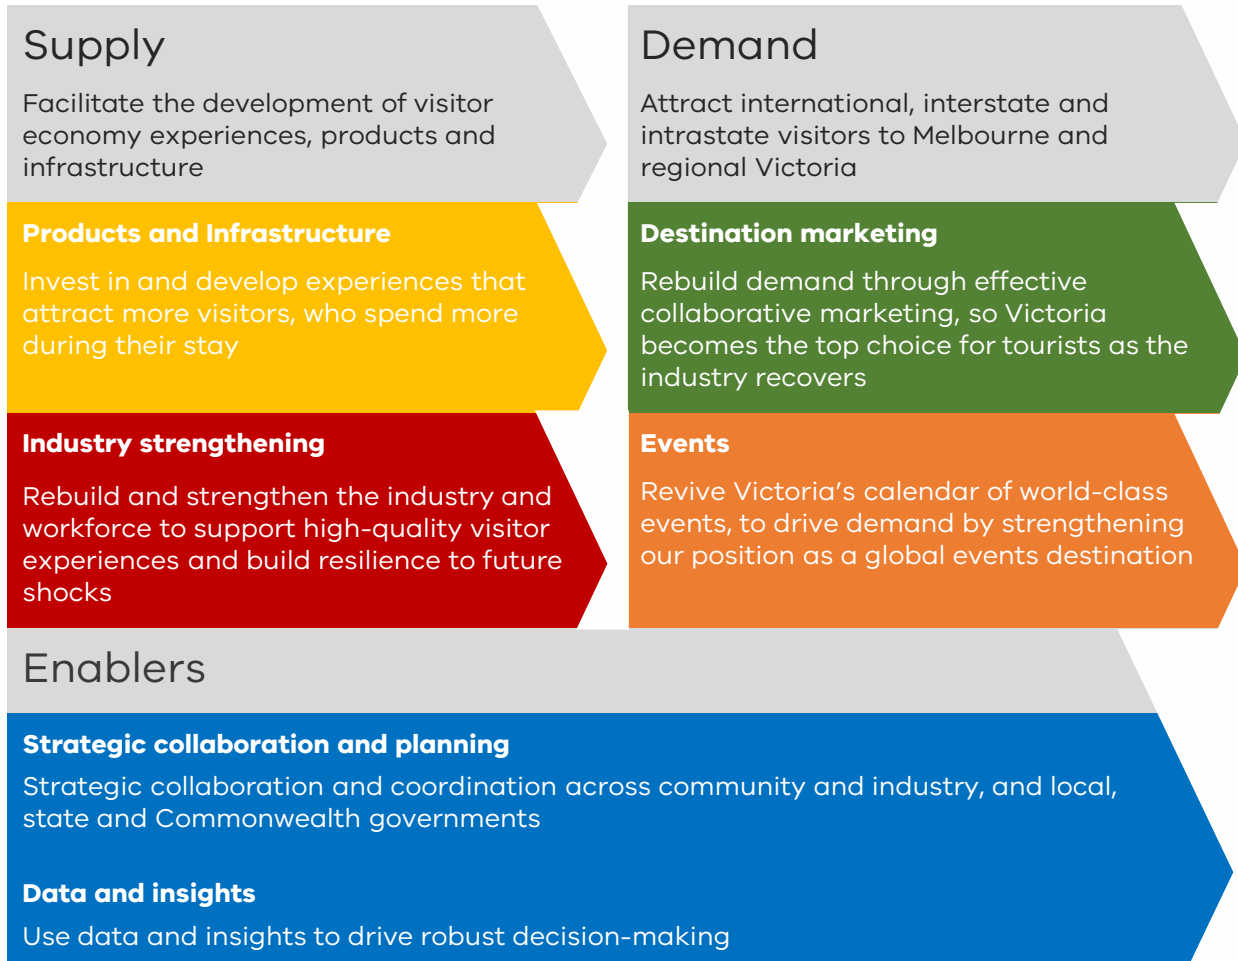 Supply
Facilitate the development of visitor
economy experiences, products and
infrastructure
Products and Infrastructure
Invest in and develop experiences that
attract more visitors, who spend more
during their stay
Industry strengthening
Rebuild and strengthen the industry and
workforce to support high-quality visitor
experiences and build resilience to future
shocks
Demand
Attract international, interstate and
intrastate visitors to Melbourne and
regional Victoria
Destination marketing
Rebuild demand through effective
collaborative marketing, so Victoria
becomes the top choice for tourists as the
industry recovers
Events
Revive Victoria’s calendar of world-class
events, to drive demand by strengthening
our position as a global events destination
Enablers
Strategic collaboration and planning
Strategic collaboration and coordination across community and industry, and local,
state and Commonwealth governments
Data and insights
Use data and insights to drive robust decision-making